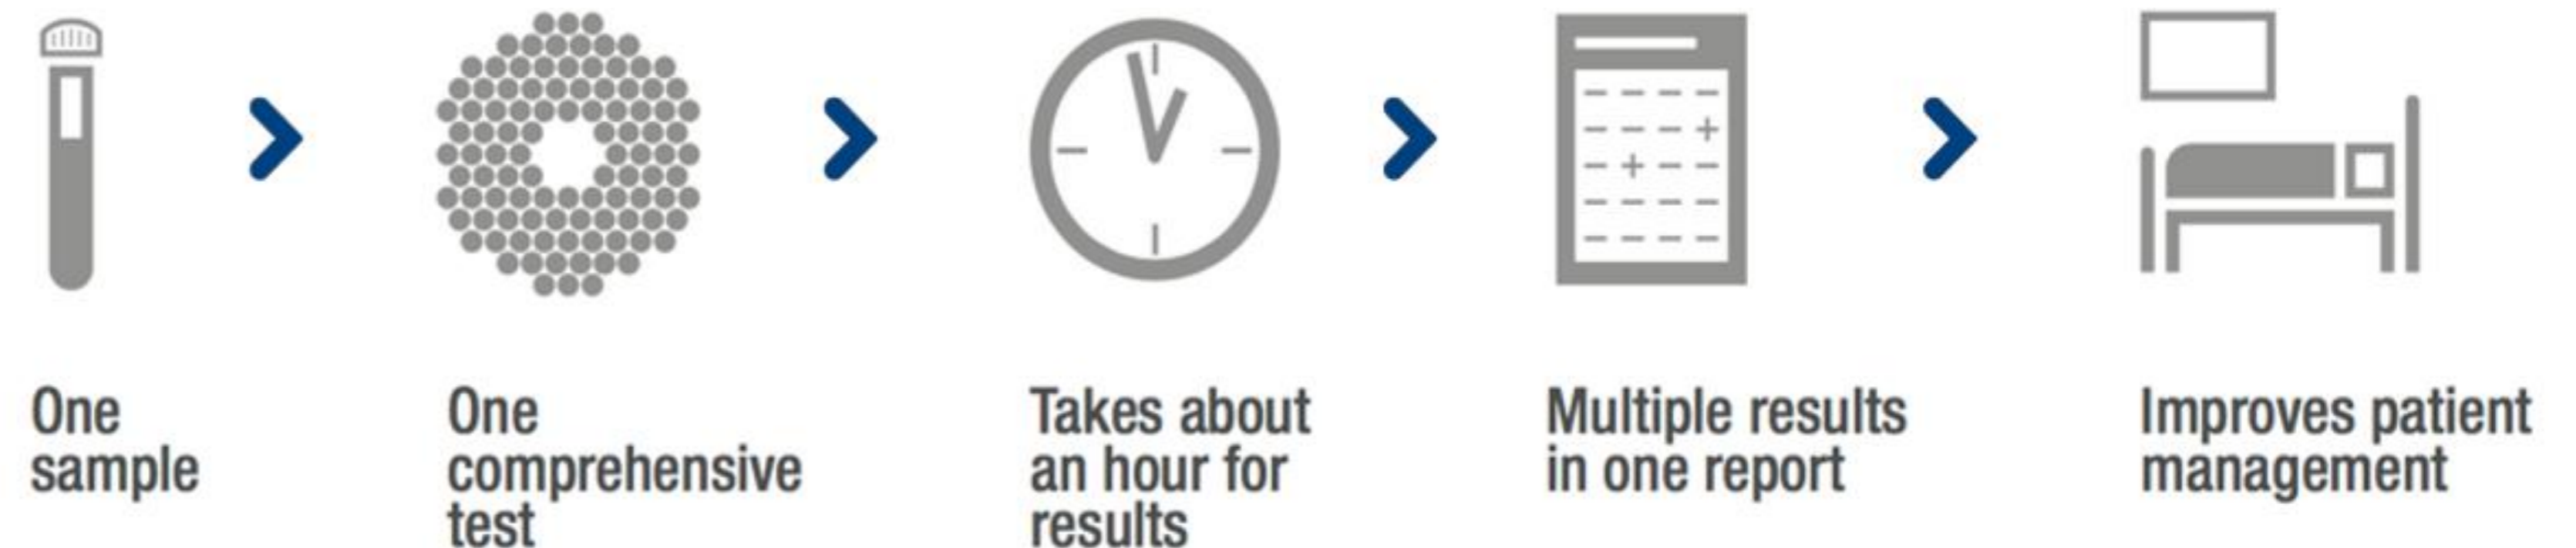 One
sample
One
comprehensive
test
Takes about
an hour for
results
Multiple results
in one report
Improves patient
management